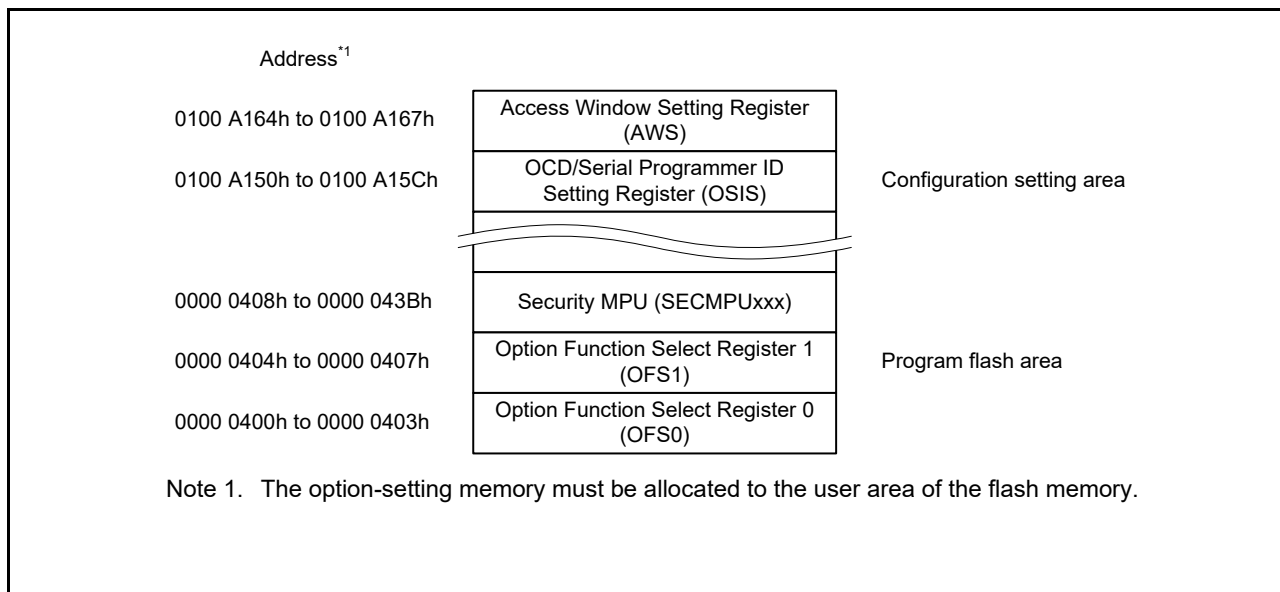 Address*1
0100 A164h to 0100 A167h
Access Window Setting Register
(AWS)
0100 A150h to 0100 A15Ch
OCD/Serial Programmer ID
Setting Register (OSIS)
Configuration setting area
0000 0408h to 0000 043Bh
Security MPU (SECMPUxxx)
0000 0404h to 0000 0407h
Option Function Select Register 1
(OFS1)
Program flash area
0000 0400h to 0000 0403h
Option Function Select Register 0
(OFS0)
Note 1. The option-setting memory must be allocated to the user area of the flash memory.